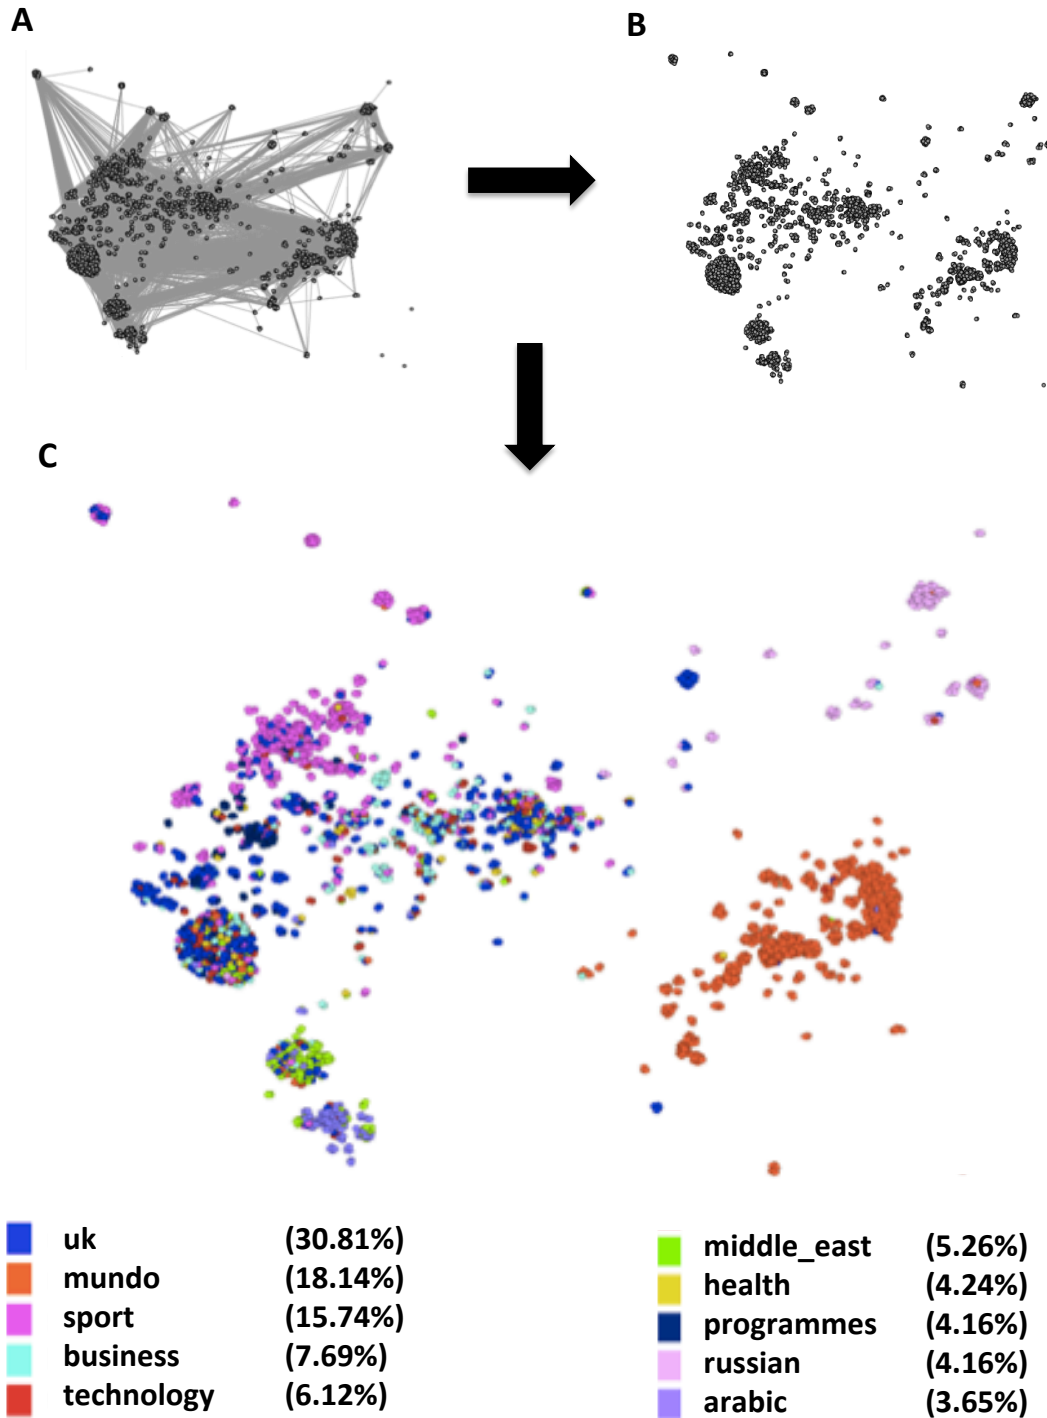 A
B
C
uk (30.81%)
mundo (18.14%)
sport (15.74%)
business (7.69%)
technology (6.12%)
middle_east (5.26%)
health (4.24%)
programmes (4.16%)
russian (4.16%)
arabic (3.65%)